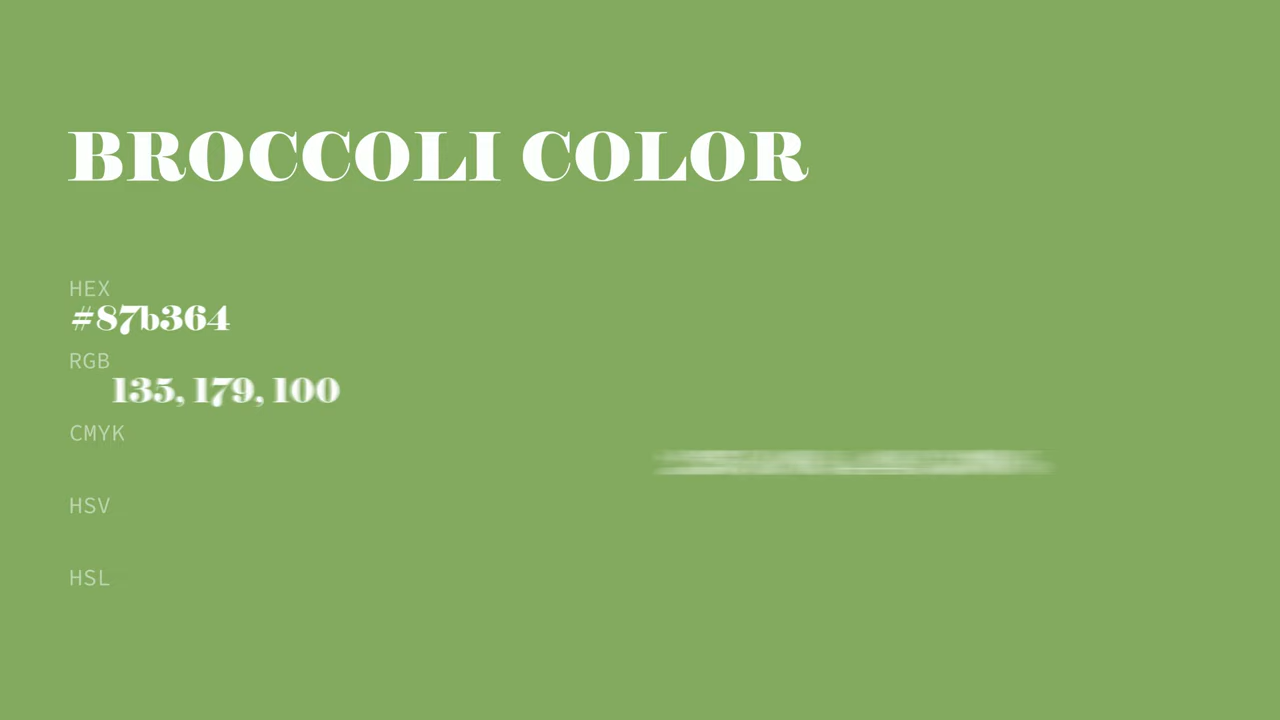 BROCCOLI COLOR
HEX
#87b364
RGB
135, 179, 100
CMYK
HSV
HSL